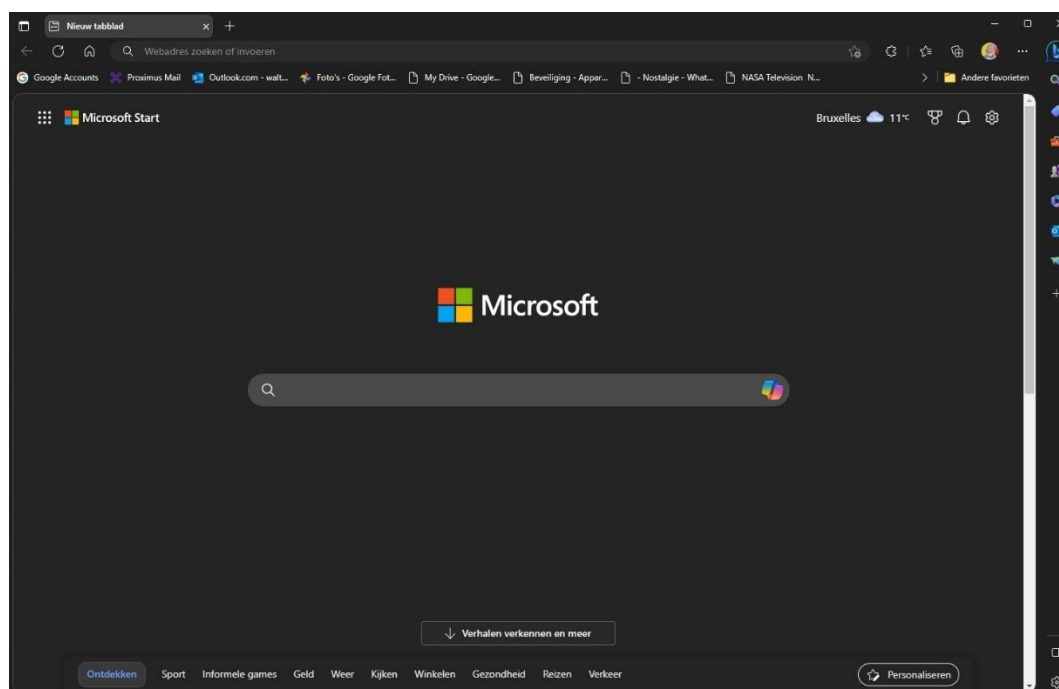 Nieuw tabblad
Webadres zoeken of invoeren
Google Accounts Proximus Mail Outlook.com - walt... Foto's - Google Fot... My Drive - Google... Beveiliging - Appar... - Nostalgie - What... NASA Television N... Andere favorieten
Microsoft Start Bruxelles 11°C
Microsoft
Verhalen verkennen en meer
Ontdekken Sport Informele games Geld Weer Kijken Winkelen Gezondheid Reizen Verkeer Personaliseren